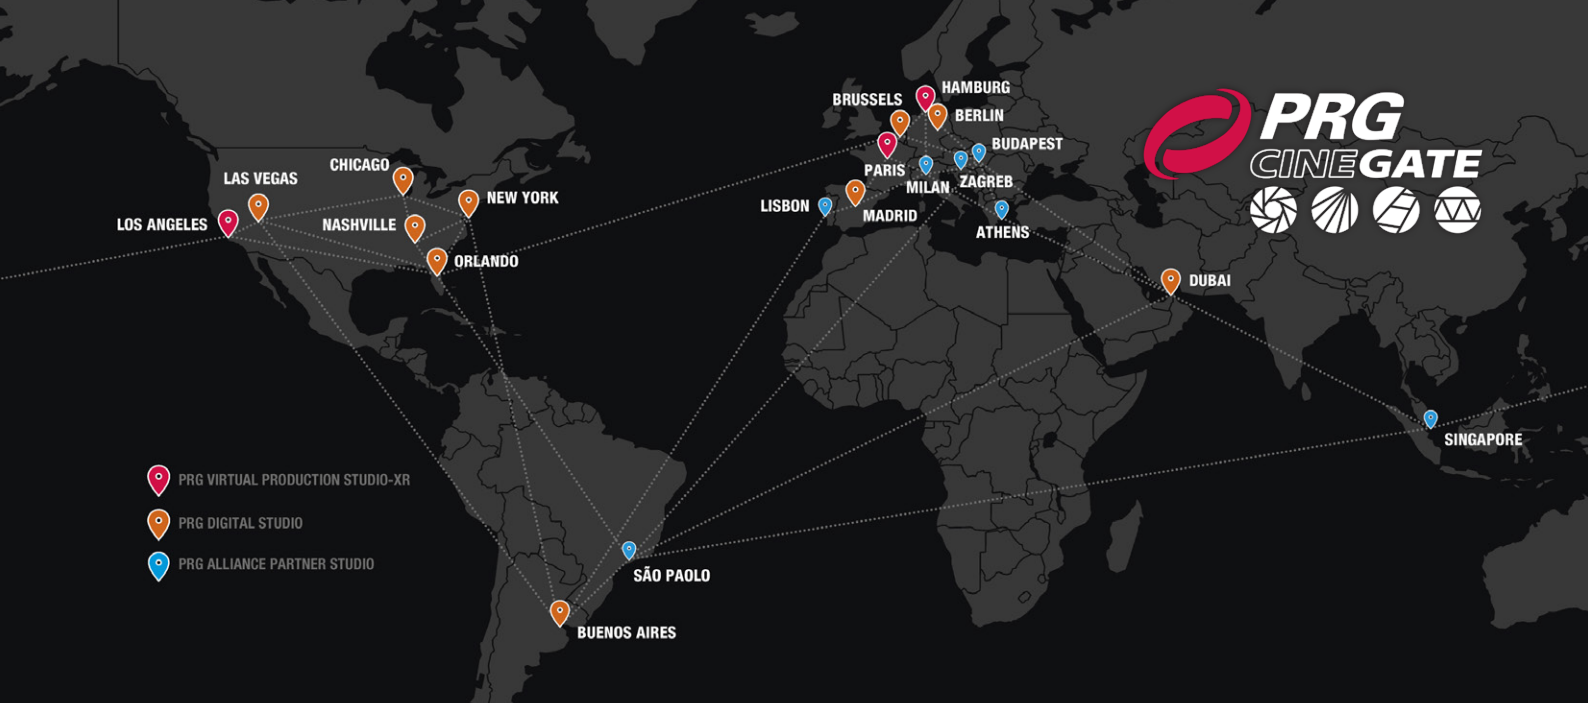 PRG
CINEGATE
HAMBURG
BRUSSELS
BERLIN
BUDAPEST
PARIS
MILAN
ZAGREB
CHICAGO
LAS VEGAS
NEW YORK
LISBON
MADRID
LOS ANGELES
NASHVILLE
ATHENS
ORLANDO
DUBAI
SINGAPORE
PRG VIRTUAL PRODUCTION STUDIO-XR
PRG DIGITAL STUDIO
PRG ALLIANCE PARTNER STUDIO
SÃO PAOLO
BUENOS AIRES